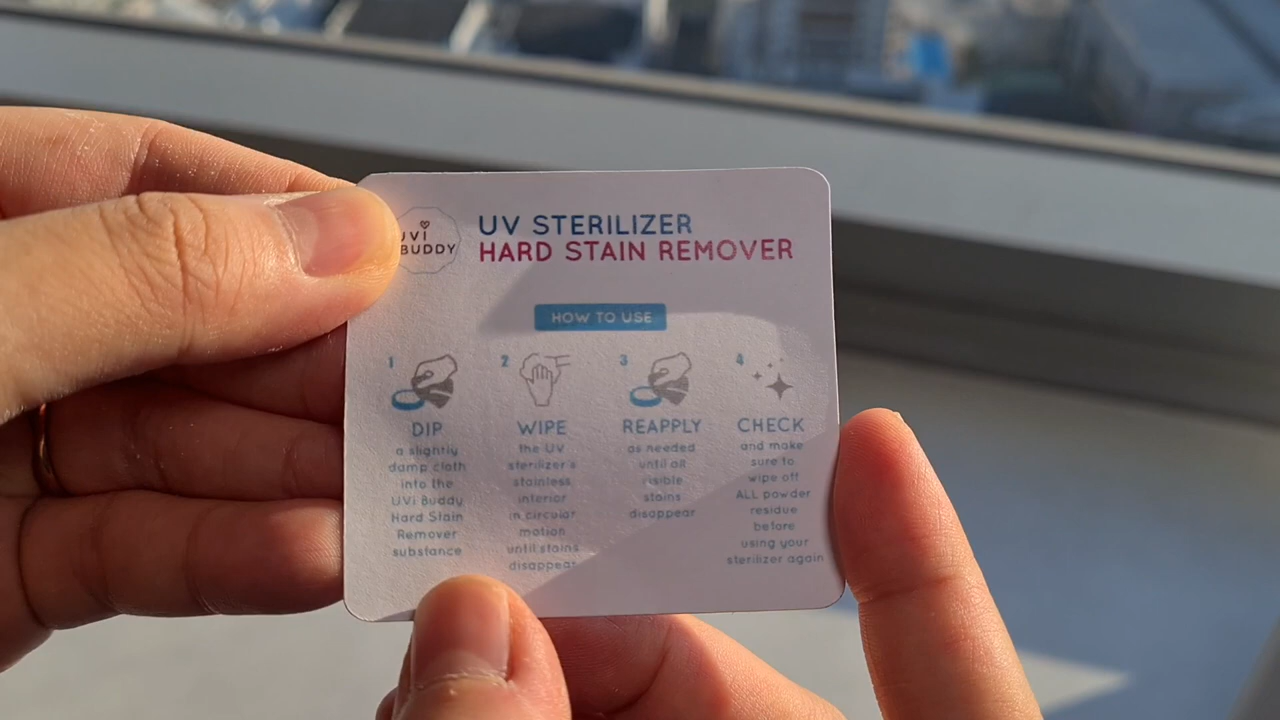 UVi
BUDDY
UV STERILIZER
HARD STAIN REMOVER
HOW TO USE
1
DIP
a slightly
damp cloth
into the
UVi Buddy
Hard Stain
Remover
substance
2
WIPE
the UV
sterilizer's
stainless
interior
in circular
motion
until stains
disappear
3
REAPPLY
as needed
until all
visible
stains
disappear
4
CHECK
and make
sure to
wipe off
ALL powder
residue
before
using your
sterilizer again